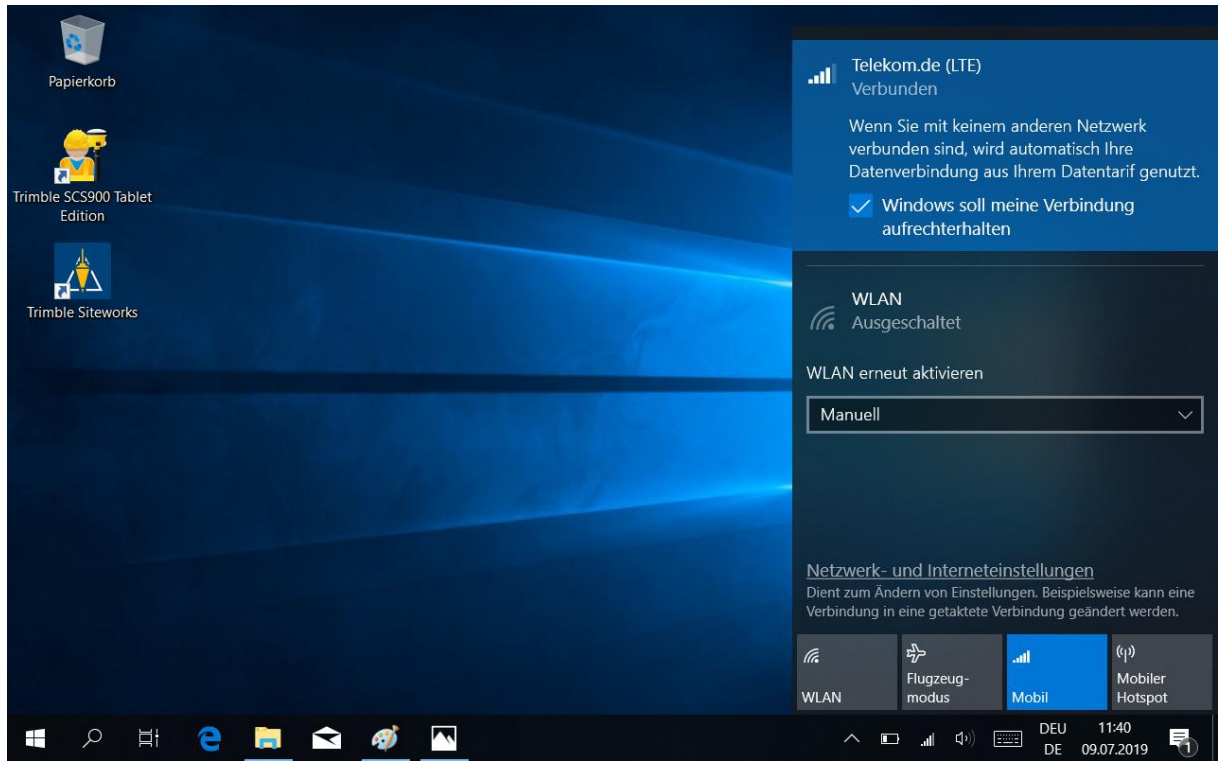 Papierkorb
Trimble SCS900 Tablet
Edition
Trimble Siteworks
Telekom.de (LTE)
Verbunden
Wenn Sie mit keinem anderen Netzwerk
verbunden sind, wird automatisch Ihre
Datenverbindung aus Ihrem Datentarif genutzt.
Windows soll meine Verbindung
aufrechterhalten
WLAN
Ausgeschaltet
WLAN erneut aktivieren
Manuell
Netzwerk- und Interneteinstellungen
Dient zum Ändern von Einstellungen. Beispielsweise kann eine
Verbindung in eine getaktete Verbindung geändert werden.
WLAN
Flugzeug-
modus
Mobil
Mobiler
Hotspot
DEU
DE
11:40
09.07.2019
1